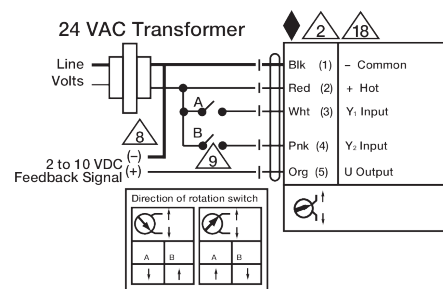 24 VAC Transformer
2
18
Line
Volts
Blk (1) – Common
Red (2) + Hot
A
Wht (3) Y₁ Input
B
Pnk (4) Y₂ Input
8
9
2 to 10 VDC (–)
Feedback Signal (+)
Org (5) U Output
Direction of rotation switch
A B A B